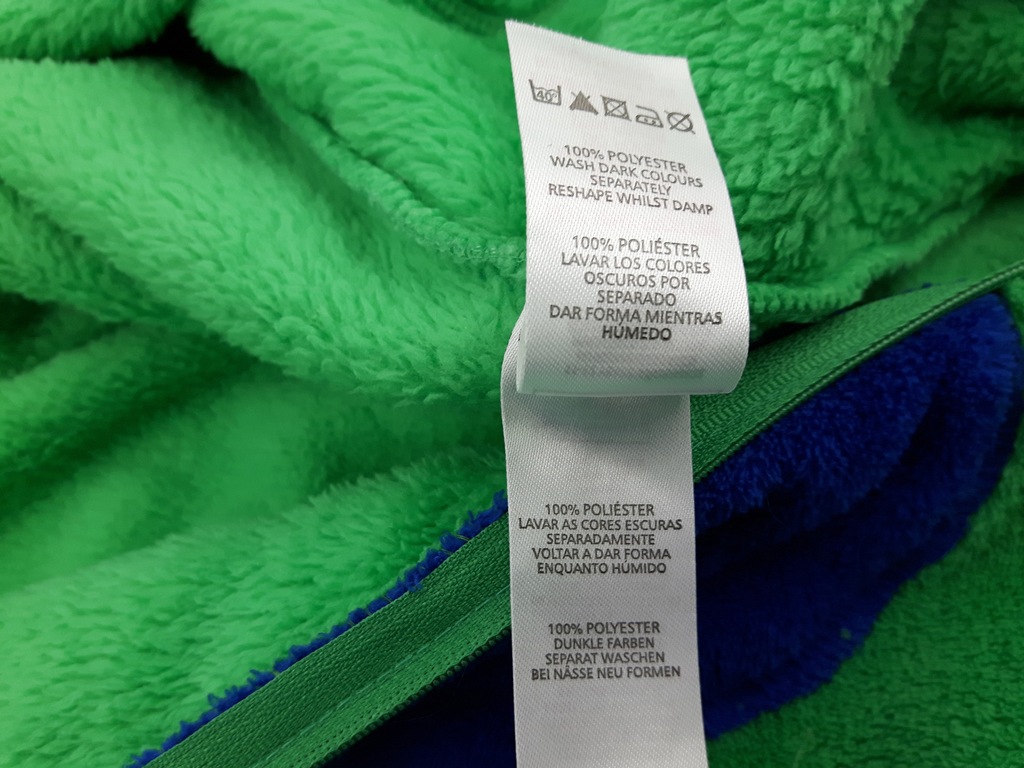 40°
100% POLYESTER
WASH DARK COLOURS
SEPARATELY
RESHAPE WHILST DAMP
100% POLIÉSTER
LAVAR LOS COLORES
OSCUROS POR
SEPARADO
DAR FORMA MIENTRAS
HÚMEDO
100% POLIÉSTER
LAVAR AS CORES ESCURAS
SEPARADAMENTE
VOLTAR A DAR FORMA
ENQUANTO HÚMIDO
100% POLYESTER
DUNKLE FARBEN
SEPARAT WASCHEN
BEI NÄSSE NEU FORMEN